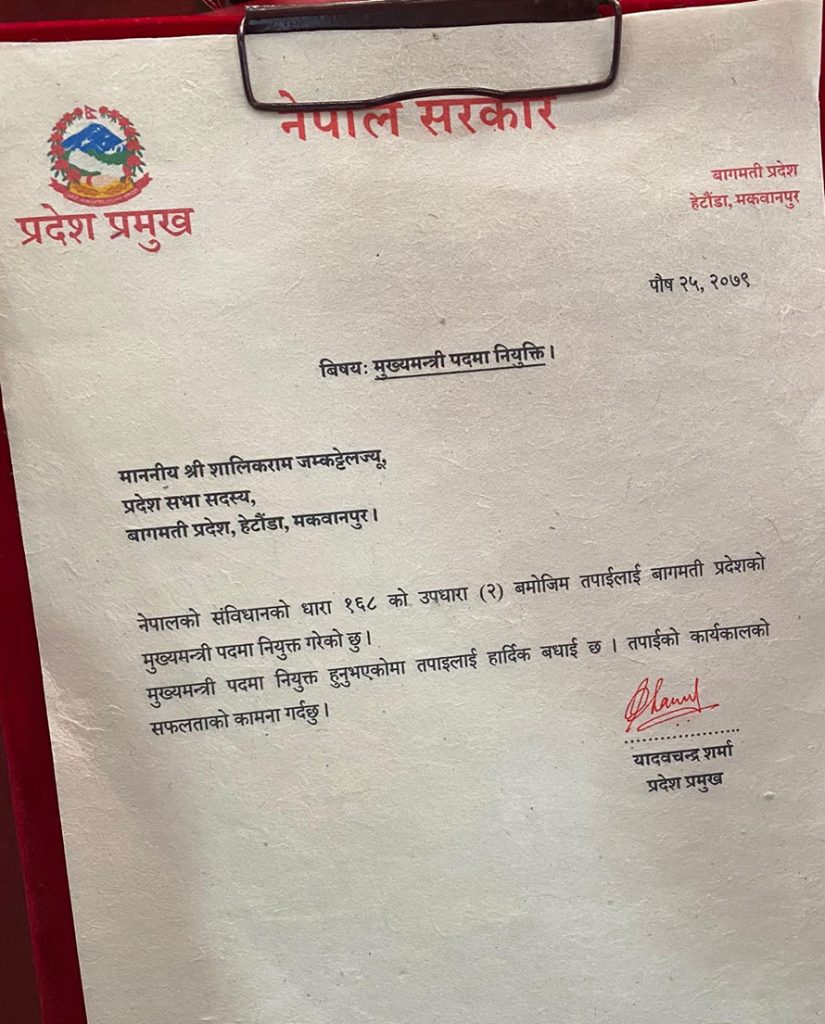 नेपाल सरकार
प्रदेश प्रमुख
बागमती प्रदेश
हेटौंडा, मकवानपुर
पौष २५, २०७९
बिषय: मुख्यमन्त्री पदमा नियुक्ति।
माननीय श्री शालिकराम जम्कट्टेलज्यू,
प्रदेश सभा सदस्य,
बागमती प्रदेश, हेटौंडा, मकवानपुर।
नेपालको संविधानको धारा १६८ को उपधारा (२) बमोजिम तपाईलाई बागमती प्रदेशको
मुख्यमन्त्री पदमा नियुक्त गरेको छु।
मुख्यमन्त्री पदमा नियुक्त हुनुभएकोमा तपाइलाई हार्दिक बधाई छ । तपाईको कार्यकालको
सफलताको कामना गर्दछु।
यादवचन्द्र शर्मा
प्रदेश प्रमुख